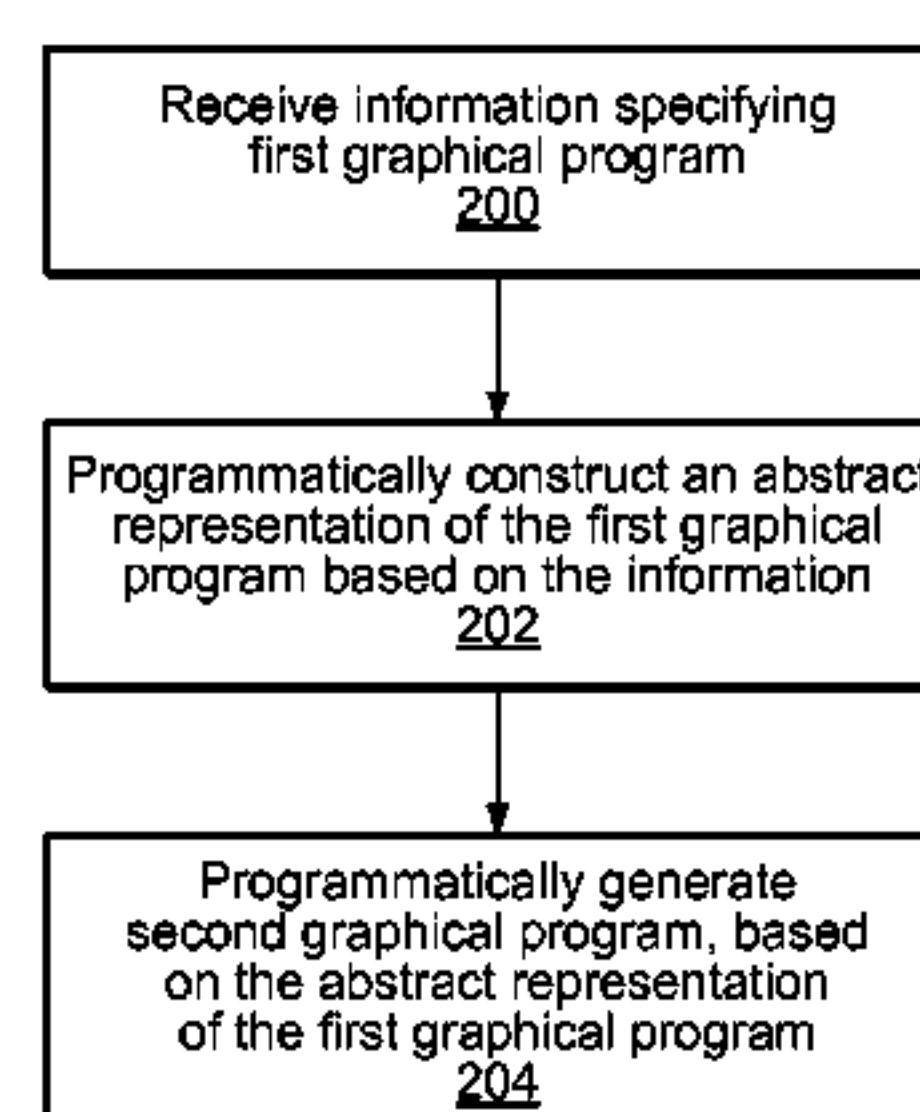 Receive information specifying
first graphical program
200
Programmatically construct an abstract
representation of the first graphical
program based on the information
202
Programmatically generate
second graphical program, based
on the abstract representation
of the first graphical program
204